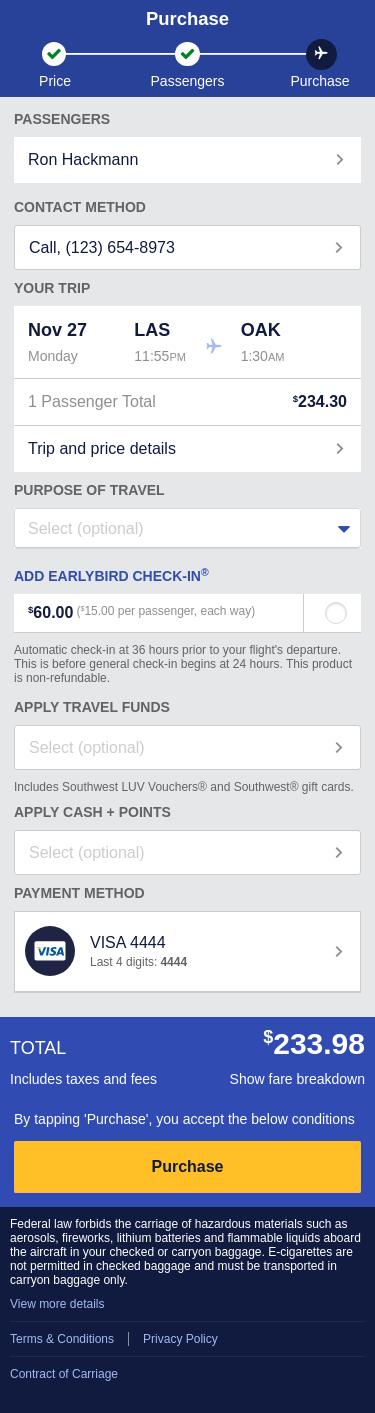 Purchase
Price Passengers Purchase
PASSENGERS
Ron Hackmann
CONTACT METHOD
Call, (123) 654-8973
YOUR TRIP
Nov 27 LAS OAK
Monday 11:55PM 1:30AM
1 Passenger Total $234.30
Trip and price details
PURPOSE OF TRAVEL
Select (optional)
ADD EARLYBIRD CHECK-IN®
$60.00 ($15.00 per passenger, each way)
Automatic check-in at 36 hours prior to your flight's departure.
This is before general check-in begins at 24 hours. This product
is non-refundable.
APPLY TRAVEL FUNDS
Select (optional)
Includes Southwest LUV Vouchers® and Southwest® gift cards.
APPLY CASH + POINTS
Select (optional)
PAYMENT METHOD
VISA VISA 4444
Last 4 digits: 4444
TOTAL $233.98
Includes taxes and fees Show fare breakdown
By tapping 'Purchase', you accept the below conditions
Purchase
Federal law forbids the carriage of hazardous materials such as
aerosols, fireworks, lithium batteries and flammable liquids aboard
the aircraft in your checked or carryon baggage. E-cigarettes are
not permitted in checked baggage and must be transported in
carryon baggage only.
View more details
Terms & Conditions | Privacy Policy
Contract of Carriage